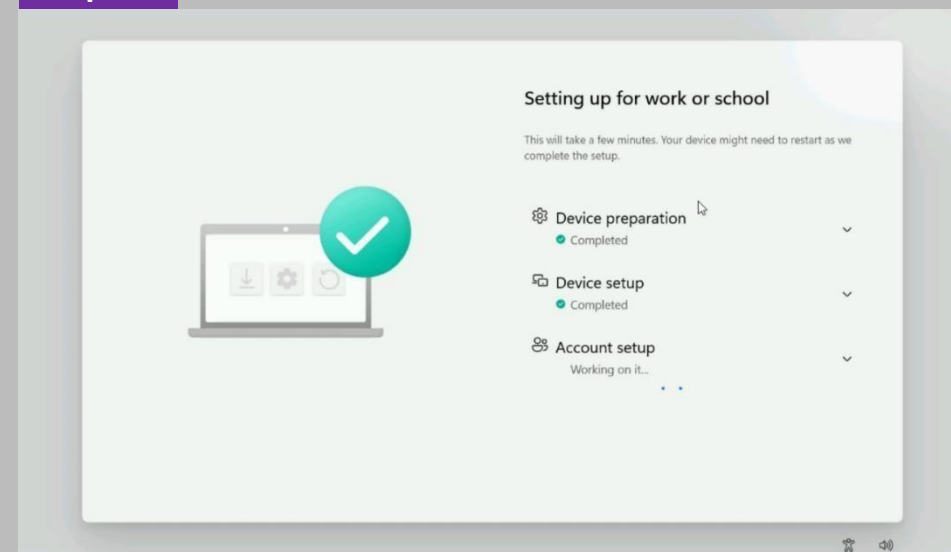 Setting up for work or school
This will take a few minutes. Your device might need to restart as we
complete the setup.
Device preparation
Completed
Device setup
Completed
Account setup
Working on it...